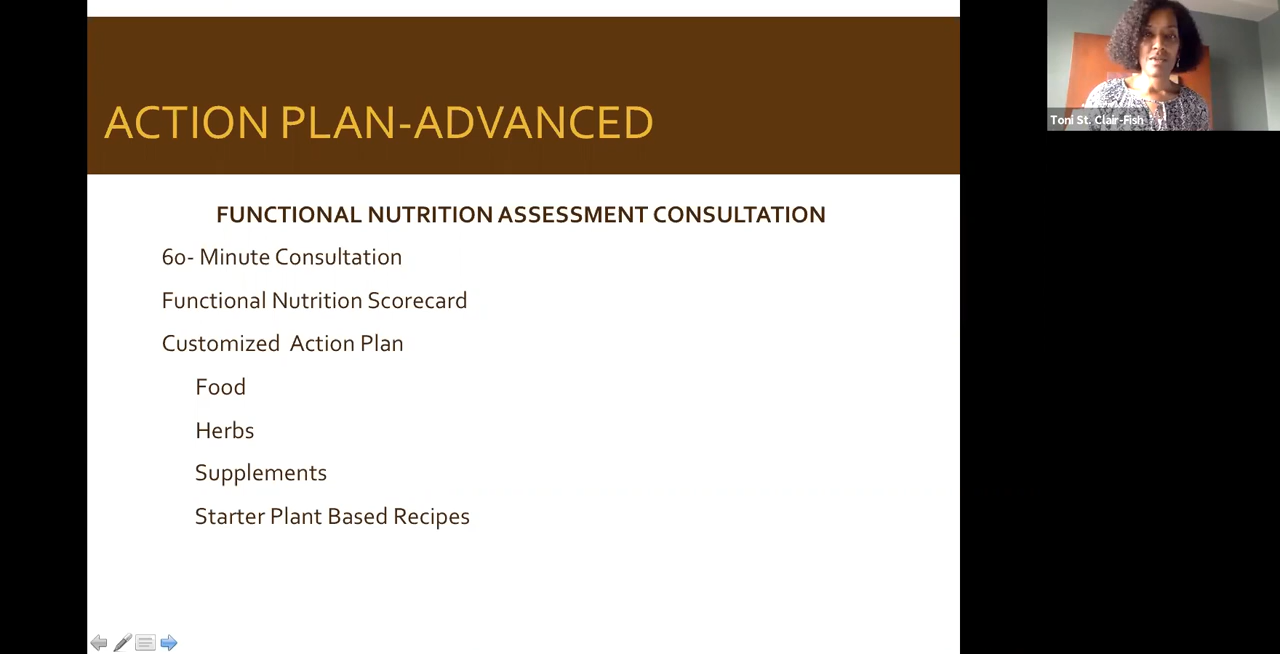 ACTION PLAN-ADVANCED
Toni St. Clair-Fish
FUNCTIONAL NUTRITION ASSESSMENT CONSULTATION
60- Minute Consultation
Functional Nutrition Scorecard
Customized  Action Plan
Food
Herbs
Supplements
Starter Plant Based Recipes